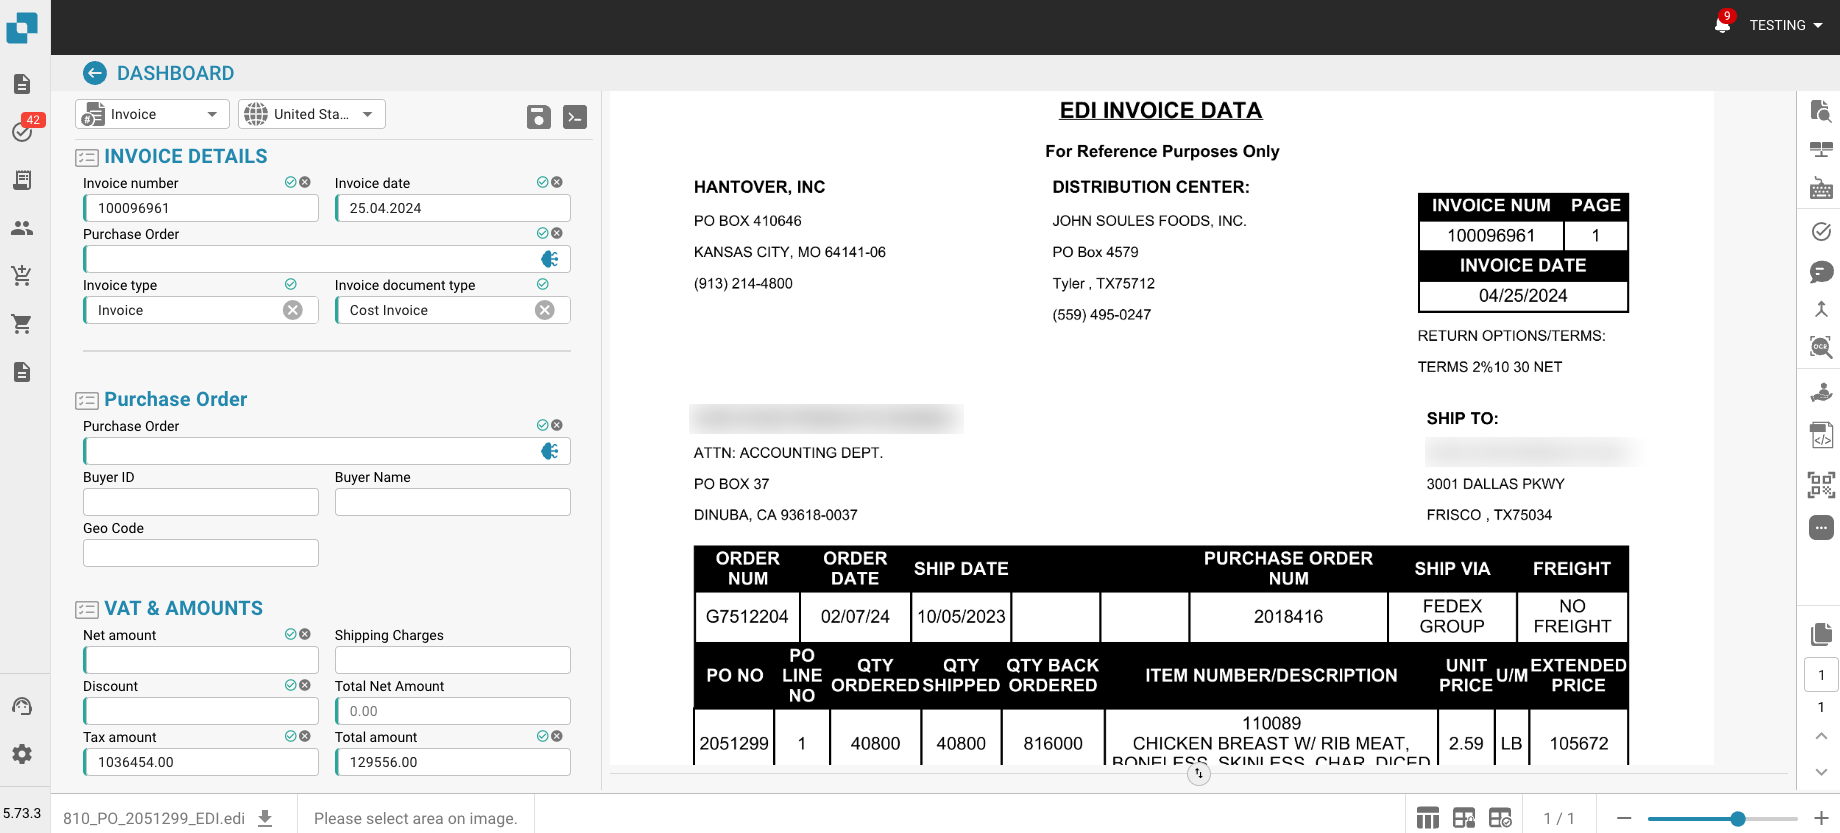 9
TESTING
DASHBOARD
42
Invoice
United Sta...
INVOICE DETAILS
Invoice number
Invoice date
100096961
25.04.2024
Purchase Order
Invoice type
Invoice document type
Invoice
Cost Invoice
Purchase Order
Purchase Order
Buyer ID
Buyer Name
Geo Code
VAT & AMOUNTS
Net amount
Shipping Charges
Discount
Total Net Amount
0.00
Tax amount
Total amount
1036454.00
129556.00
EDI INVOICE DATA
For Reference Purposes Only
HANTOVER, INC
PO BOX 410646
KANSAS CITY, MO 64141-06
(913) 214-4800
DISTRIBUTION CENTER:
JOHN SOULES FOODS, INC.
PO Box 4579
Tyler , TX75712
(559) 495-0247
INVOICE NUM PAGE
100096961 1
INVOICE DATE
04/25/2024
RETURN OPTIONS/TERMS:
TERMS 2%10 30 NET
ATTN: ACCOUNTING DEPT.
PO BOX 37
DINUBA, CA 93618-0037
SHIP TO:
3001 DALLAS PKWY
FRISCO , TX75034
ORDER NUM ORDER DATE SHIP DATE PURCHASE ORDER NUM SHIP VIA FREIGHT
G7512204 02/07/24 10/05/2023 2018416 FEDEX GROUP NO FREIGHT
PO NO PO LINE NO QTY ORDERED QTY SHIPPED QTY BACK ORDERED ITEM NUMBER/DESCRIPTION UNIT PRICE U/M EXTENDED PRICE
110089
2051299 1 40800 40800 816000 CHICKEN BREAST W/ RIB MEAT, 2.59 LB 105672
BONELESS, SKINLESS, CHAR, DICED
OCR
</>
1
1
5.73.3
810_PO_2051299_EDI.edi
Please select area on image.
1 / 1